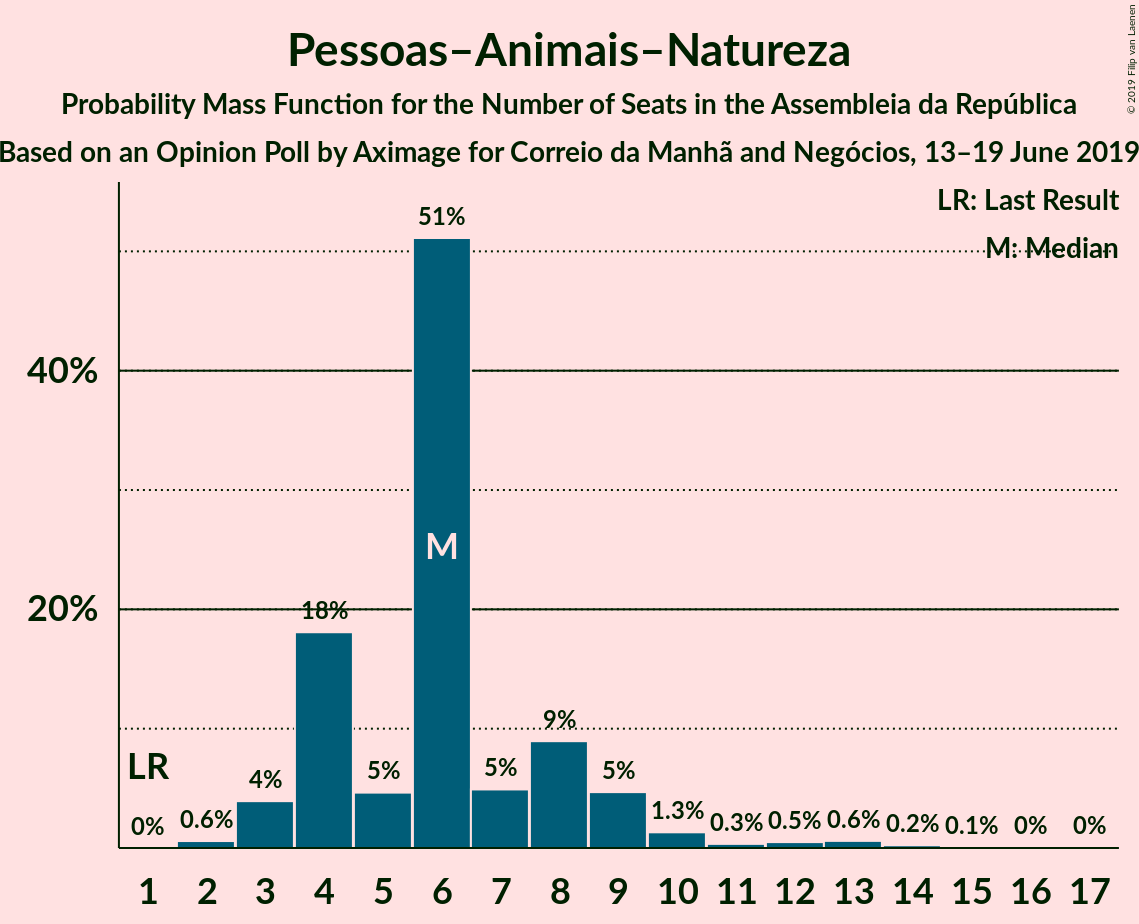 © 2019 Filip van Laenen
Pessoas–Animais–Natureza
Probability Mass Function for the Number of Seats in the Assembleia da República
Based on an Opinion Poll by Aximage for Correio da Manhã and Negócios, 13–19 June 2019
LR: Last Result
M: Median
51%
40%
M
20%
18%
9%
LR
4%
5%
5%
5%
0%
0.6%
1.3%
0.3%
0.5%
0.6%
0.2%
0.1%
0%
0%
1 2 3 4 5 6 7 8 9 10 11 12 13 14 15 16 17